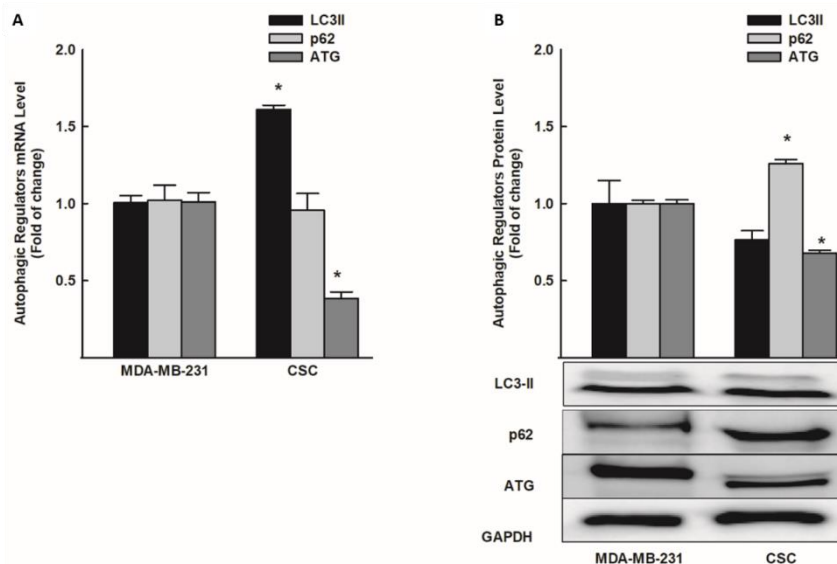 A
LC3II
p62
ATG
Autophagic Regulators mRNA Level
(Fold of change)
2.0
1.5
1.0
0.5
*
*
MDA-MB-231
CSC
B
LC3II
p62
ATG
Autophagic Regulators Protein Level
(Fold of change)
2.0
1.5
1.0
0.5
*
*
LC3-II
p62
ATG
GAPDH
MDA-MB-231
CSC